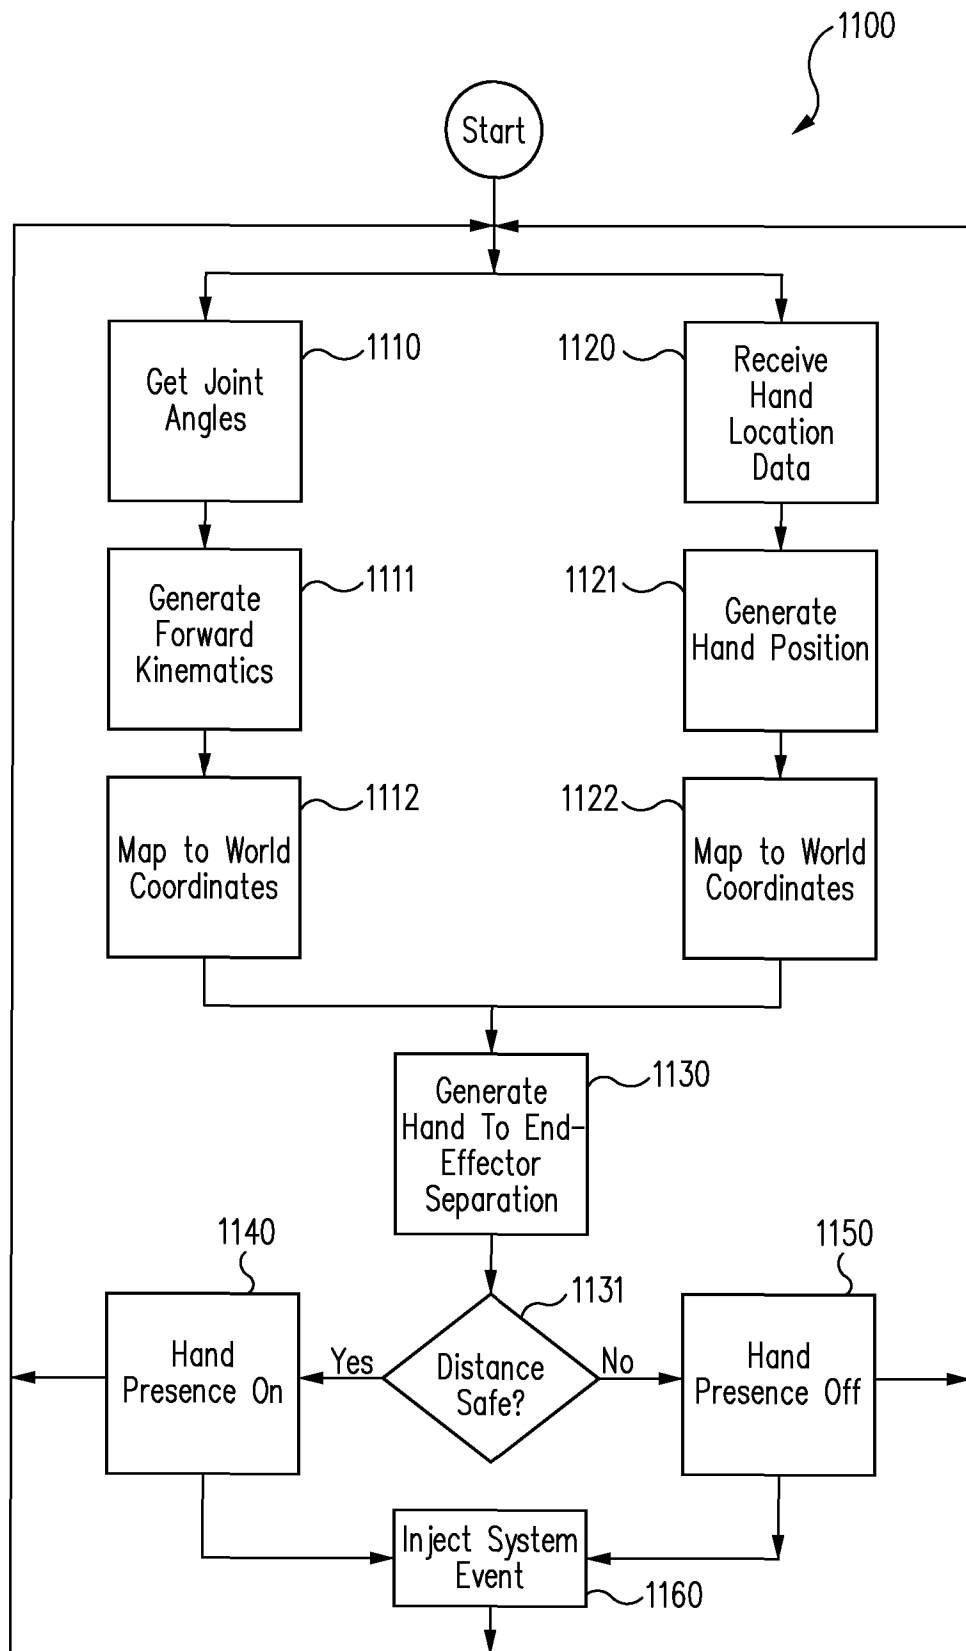 1100
Start
1110
Get Joint
Angles
1120
Receive
Hand
Location
Data
1111
Generate
Forward
Kinematics
1121
Generate
Hand Position
1112
Map to World
Coordinates
1122
Map to World
Coordinates
1130
Generate
Hand To End-
Effector
Separation
1140
Hand
Presence On
1131
Yes
Distance
Safe?
No
1150
Hand
Presence Off
Inject System
Event
1160